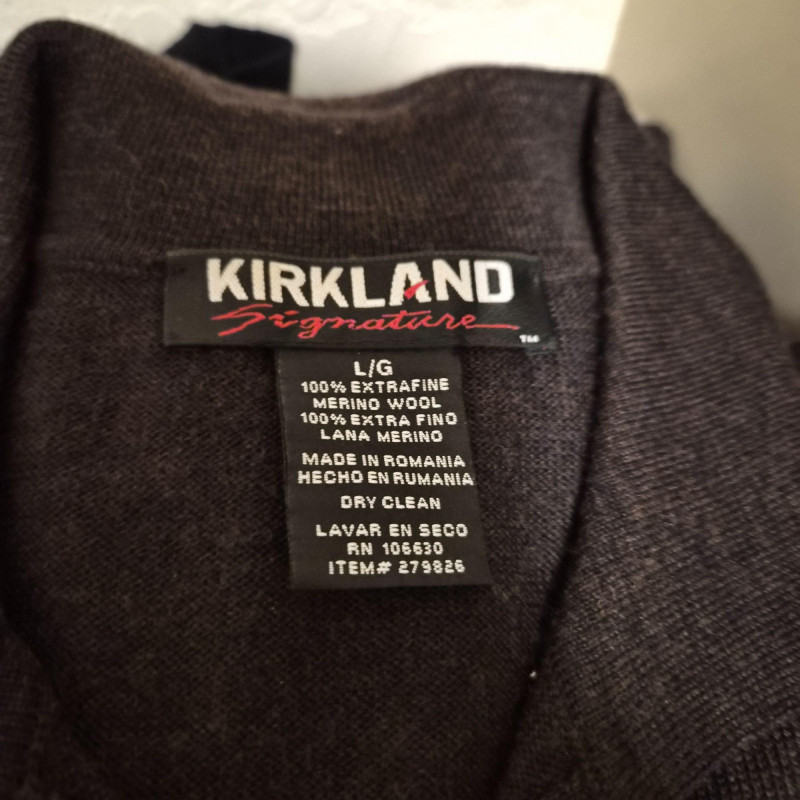 KIRKLAND
Signature
TM
L/G
100% EXTRAFINE
MERINO WOOL
100% EXTRA FINO
LANA MERINO
MADE IN ROMANIA
HECHO EN RUMANIA
DRY CLEAN
LAVAR EN SECO
RN 106630
ITEM# 279826